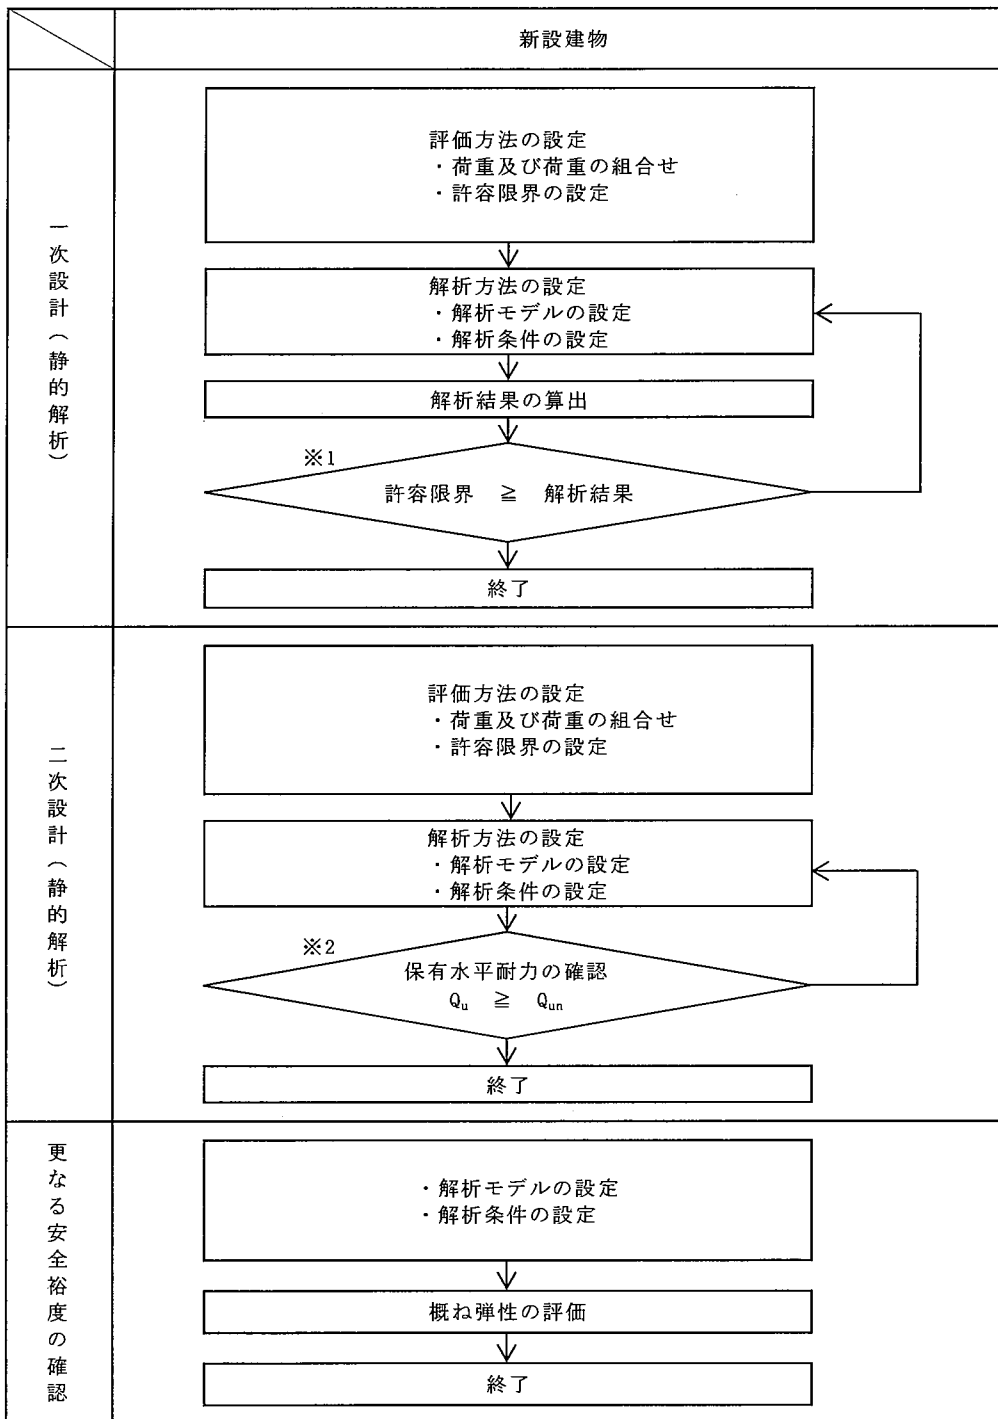 新設建物
一次設計（静的解析）
評価方法の設定
・荷重及び荷重の組合せ
・許容限界の設定
解析方法の設定
・解析モデルの設定
・解析条件の設定
解析結果の算出
※1
許容限界 ≧ 解析結果
終了
二次設計（静的解析）
評価方法の設定
・荷重及び荷重の組合せ
・許容限界の設定
解析方法の設定
・解析モデルの設定
・解析条件の設定
※2
保有水平耐力の確認
Qu ≧ Qun
終了
更なる安全裕度の確認
・解析モデルの設定
・解析条件の設定
概ね弾性の評価
終了